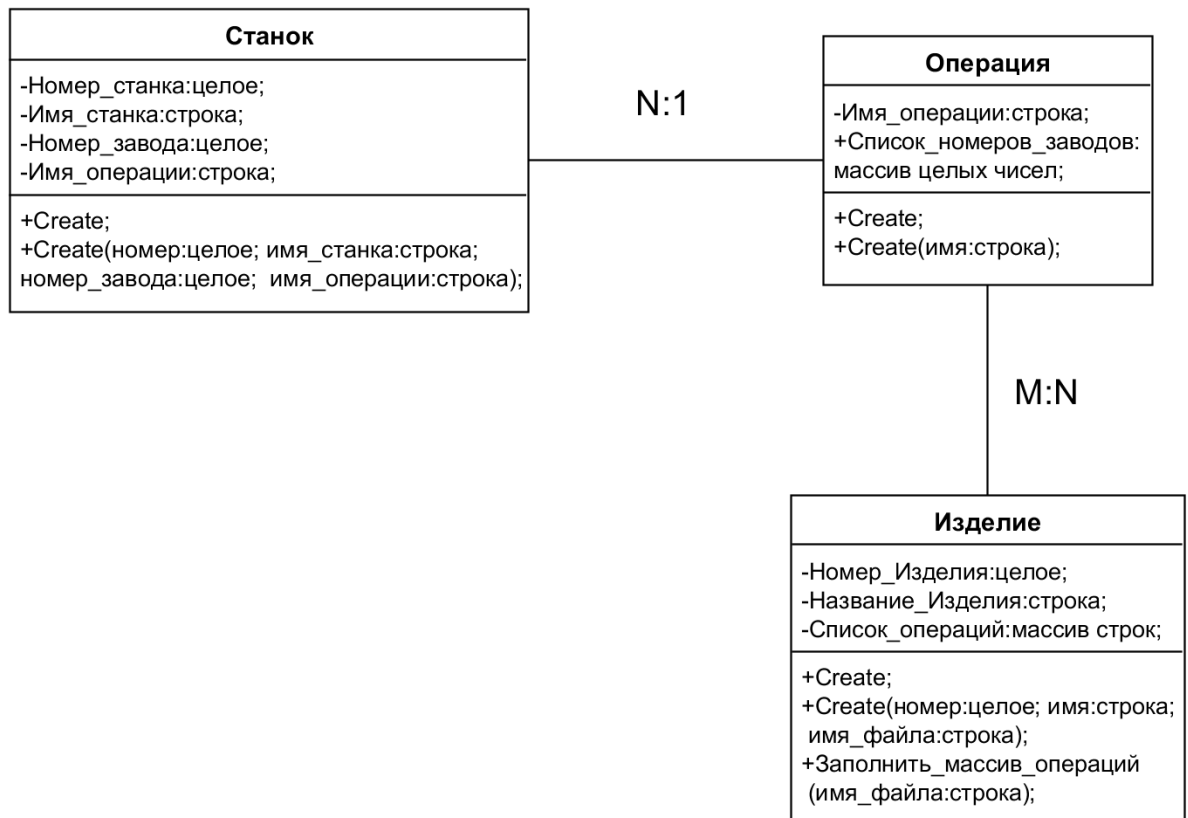 Станок
-Номер_станка:целое;
-Имя_станка:строка;
-Номер_завода:целое;
-Имя_операции:строка;
+Create;
+Create(номер:целое; имя_станка:строка;
номер_завода:целое; имя_операции:строка);
N:1
Операция
-Имя_операции:строка;
+Список_номеров_заводов:
массив целых чисел;
+Create;
+Create(имя:строка);
M:N
Изделие
-Номер_Изделия:целое;
-Название_Изделия:строка;
-Список_операций:массив строк;
+Create;
+Create(номер:целое; имя:строка;
имя_файла:строка);
+Заполнить_массив_операций
(имя_файла:строка);